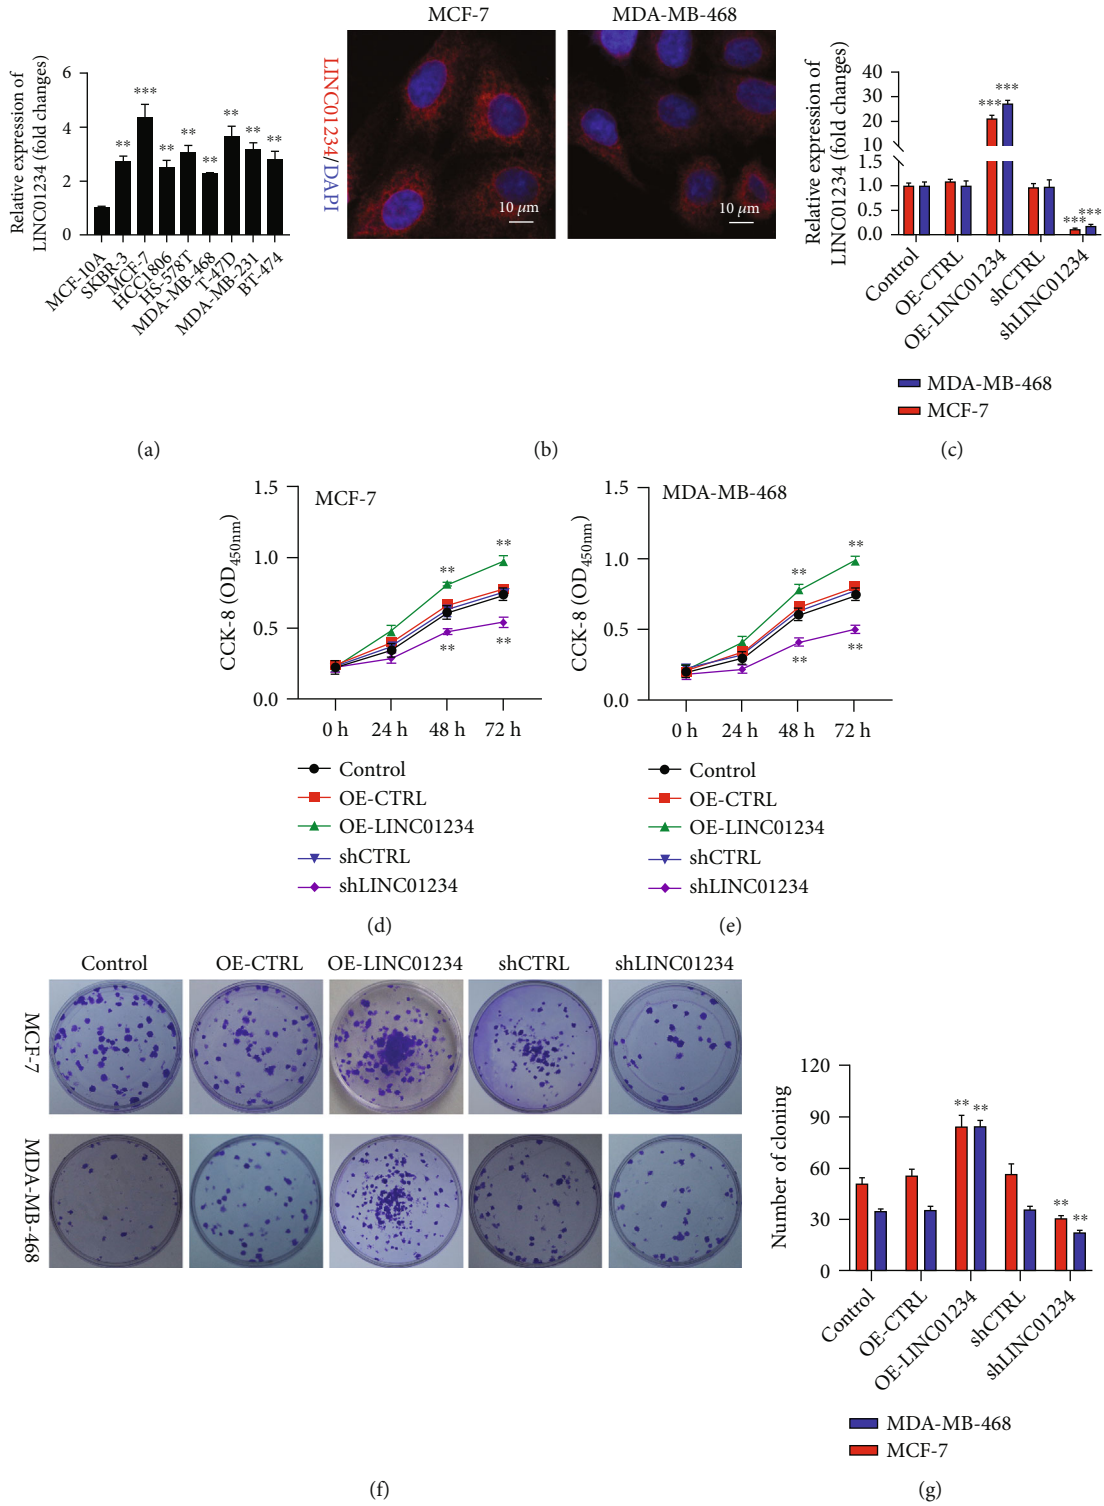 Relative expression of
LINC01234 (fold changes)
6
4
2
0
**
***
**
**
**
**
**
**
MCF-10A
SKBR-3
MCF-7
HCC1806
HS-578T
MDA-MB-468
T-47D
MDA-MB-231
BT-474
(a)
MCF-7
MDA-MB-468
LINC01234/DAPI
10 μm
10 μm
(b)
Relative expression of
LINC01234 (fold changes)
40
30
20
10
1.5
1.0
0.5
0.0
***
***
***
***
Control
OE-CTRL
OE-LINC01234
shCTRL
shLINC01234
MDA-MB-468
MCF-7
(c)
CCK-8 (OD450nm)
1.5
1.0
0.5
0.0
MCF-7
**
**
**
**
0 h 24 h 48 h 72 h
Control
OE-CTRL
OE-LINC01234
shCTRL
shLINC01234
(d)
CCK-8 (OD450nm)
1.5
1.0
0.5
0.0
MDA-MB-468
**
**
**
**
0 h 24 h 48 h 72 h
Control
OE-CTRL
OE-LINC01234
shCTRL
shLINC01234
(e)
Control OE-CTRL OE-LINC01234 shCTRL shLINC01234
MCF-7
MDA-MB-468
(f)
Number of cloning
120
90
60
30
0
**
**
**
**
Control
OE-CTRL
OE-LINC01234
shCTRL
shLINC01234
MDA-MB-468
MCF-7
(g)